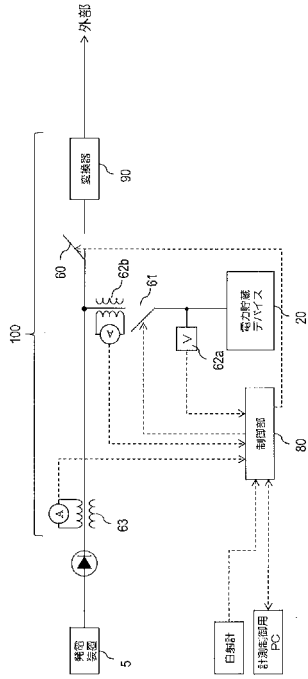 100
外部
変換器
90
60
62b
A
61
V
62a
電力貯蔵
デバイス
20
制御部
80
A
63
発電
装置
5
日射計
計測制御用
PC